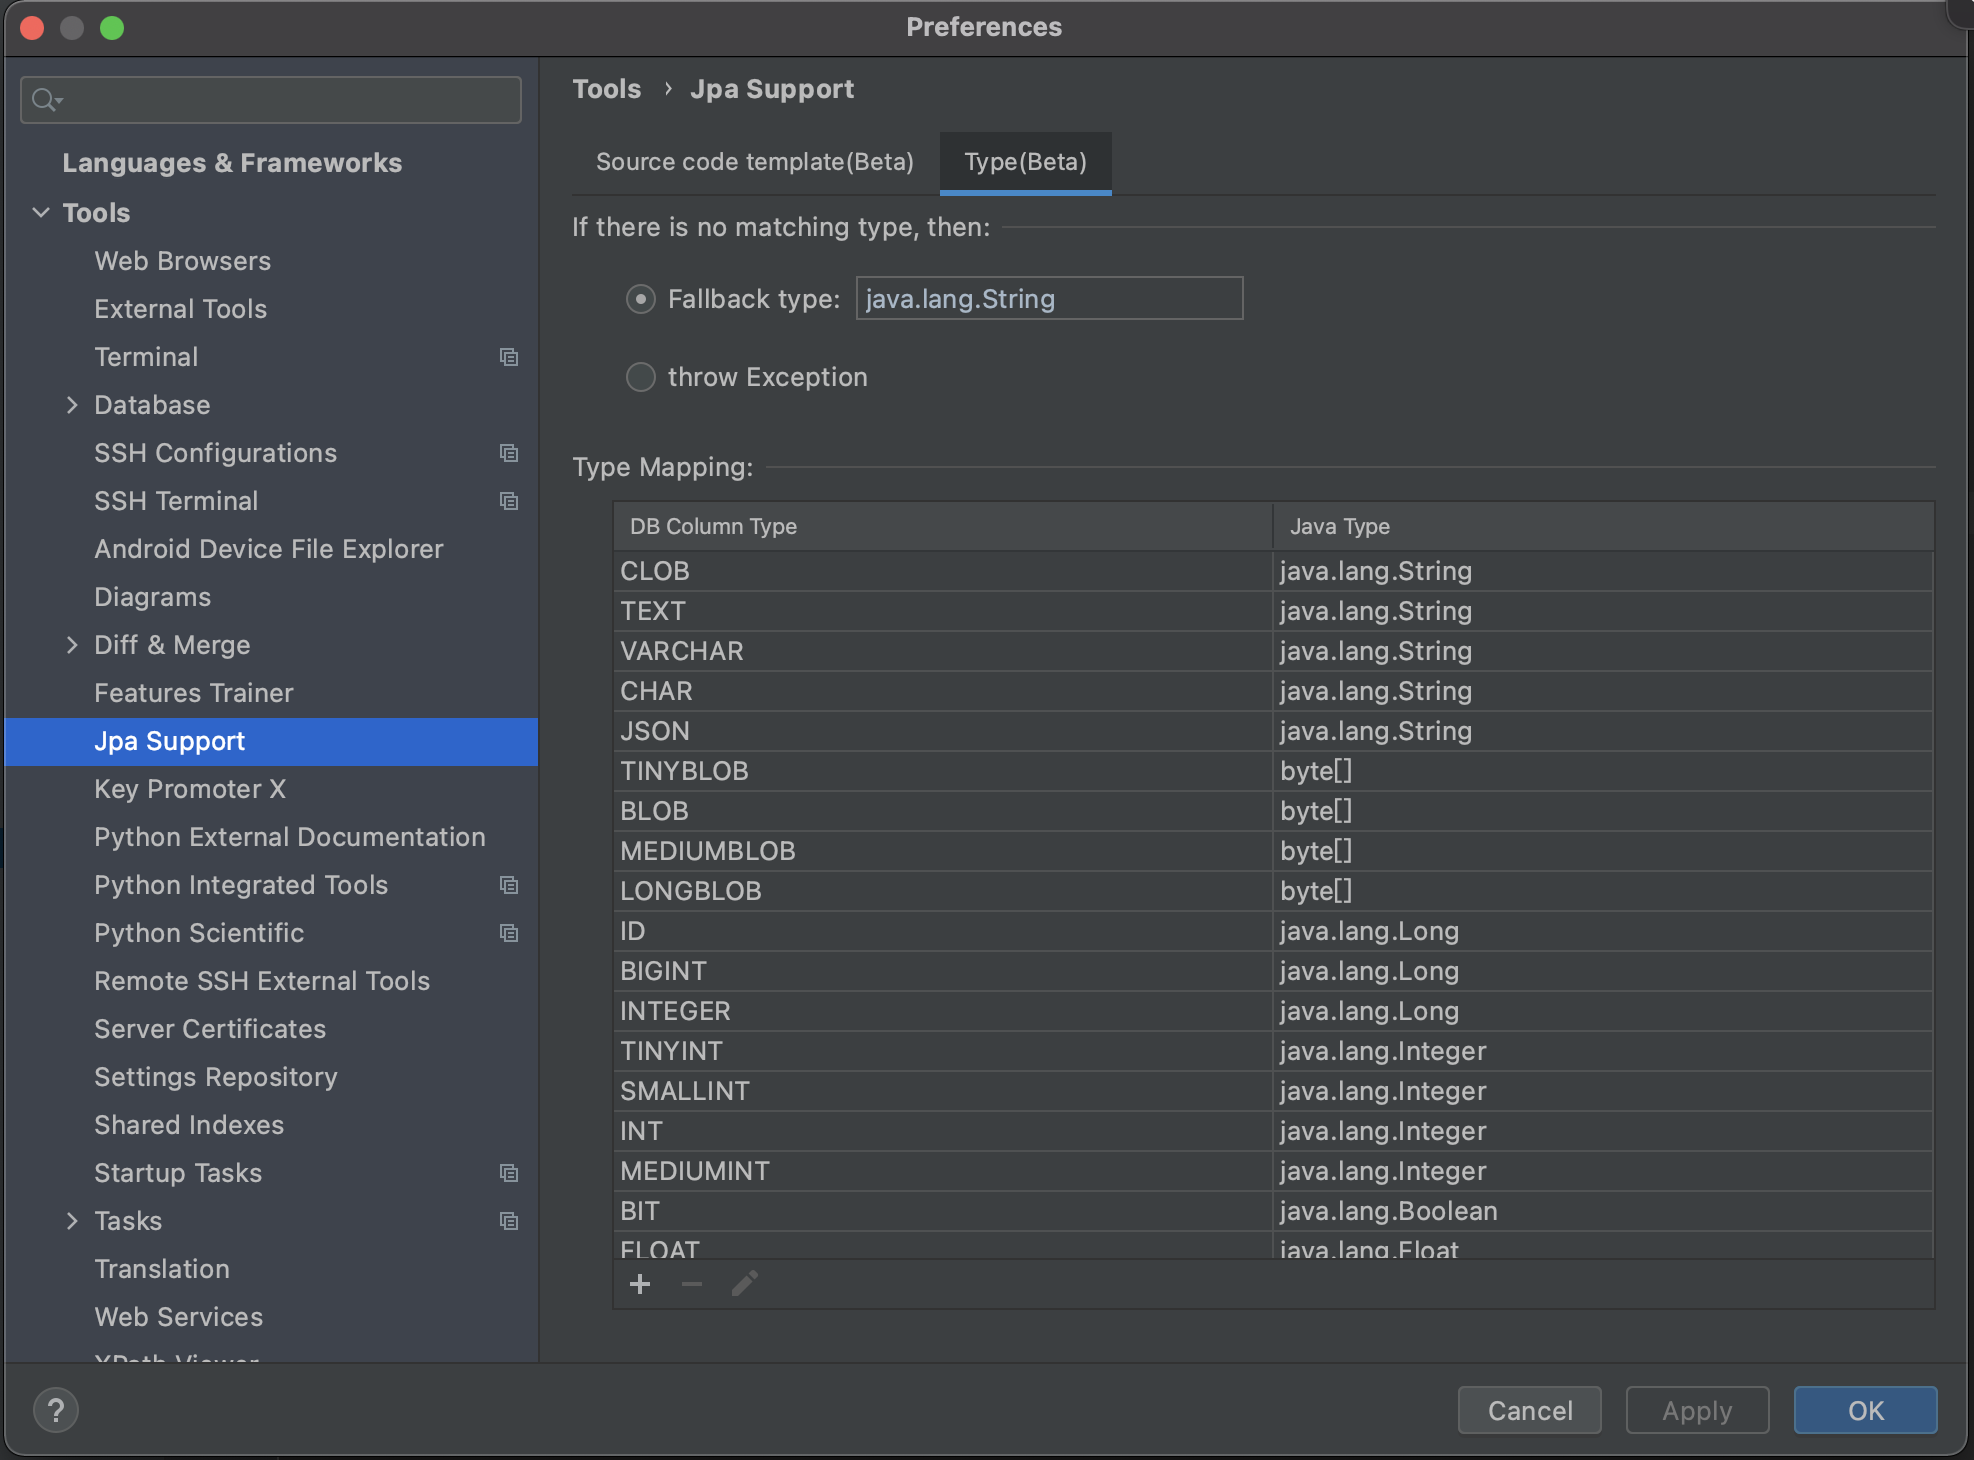 Preferences
Languages & Frameworks
Tools
Web Browsers
External Tools
Terminal
Database
SSH Configurations
SSH Terminal
Android Device File Explorer
Diagrams
Diff & Merge
Features Trainer
Jpa Support
Key Promoter X
Python External Documentation
Python Integrated Tools
Python Scientific
Remote SSH External Tools
Server Certificates
Settings Repository
Shared Indexes
Startup Tasks
Tasks
Translation
Web Services
XPath Viewer
Tools › Jpa Support
Source code template(Beta) Type(Beta)
If there is no matching type, then:
Fallback type: java.lang.String
throw Exception
Type Mapping:
DB Column Type Java Type
CLOB java.lang.String
TEXT java.lang.String
VARCHAR java.lang.String
CHAR java.lang.String
JSON java.lang.String
TINYBLOB byte[]
BLOB byte[]
MEDIUMBLOB byte[]
LONGBLOB byte[]
ID java.lang.Long
BIGINT java.lang.Long
INTEGER java.lang.Long
TINYINT java.lang.Integer
SMALLINT java.lang.Integer
INT java.lang.Integer
MEDIUMINT java.lang.Integer
BIT java.lang.Boolean
FLOAT java.lang.Float
? Cancel Apply OK